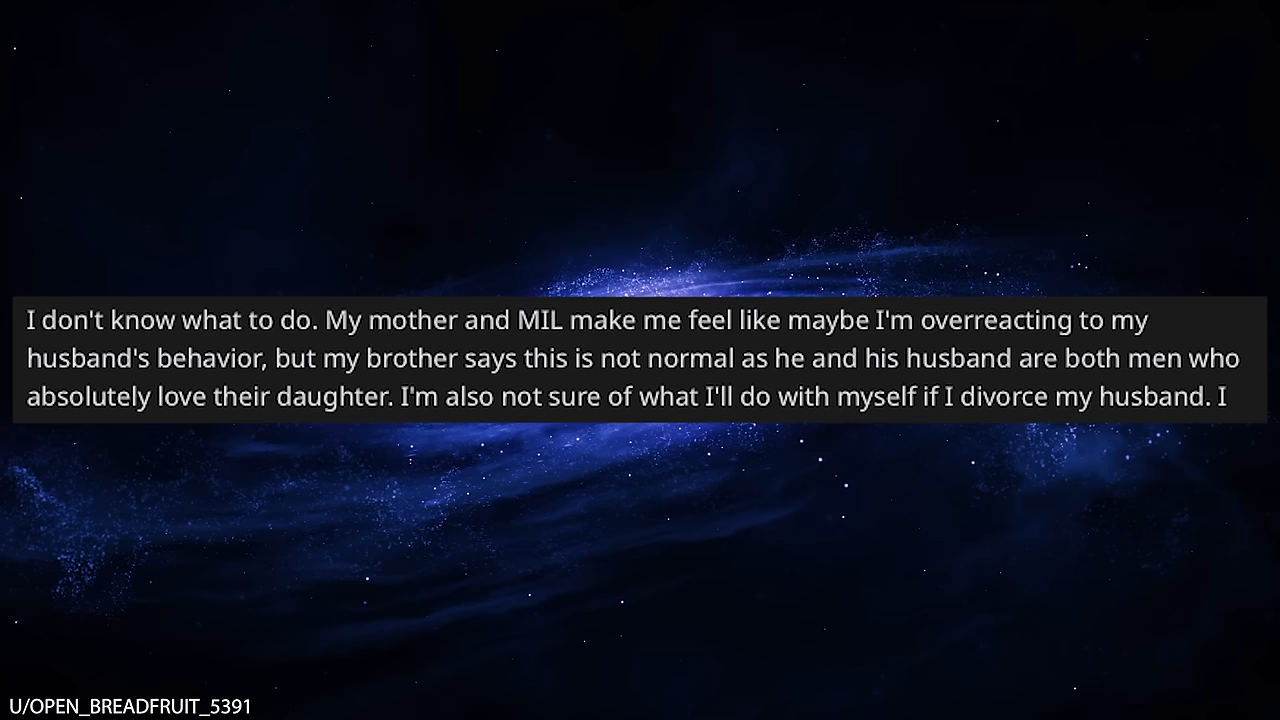 I don't know what to do. My mother and MIL make me feel like maybe I'm overreacting to my
husband's behavior, but my brother says this is not normal as he and his husband are both men who
absolutely love their daughter. I'm also not sure of what I'll do with myself if I divorce my husband. I
U/OPEN_BREADFRUIT_5391